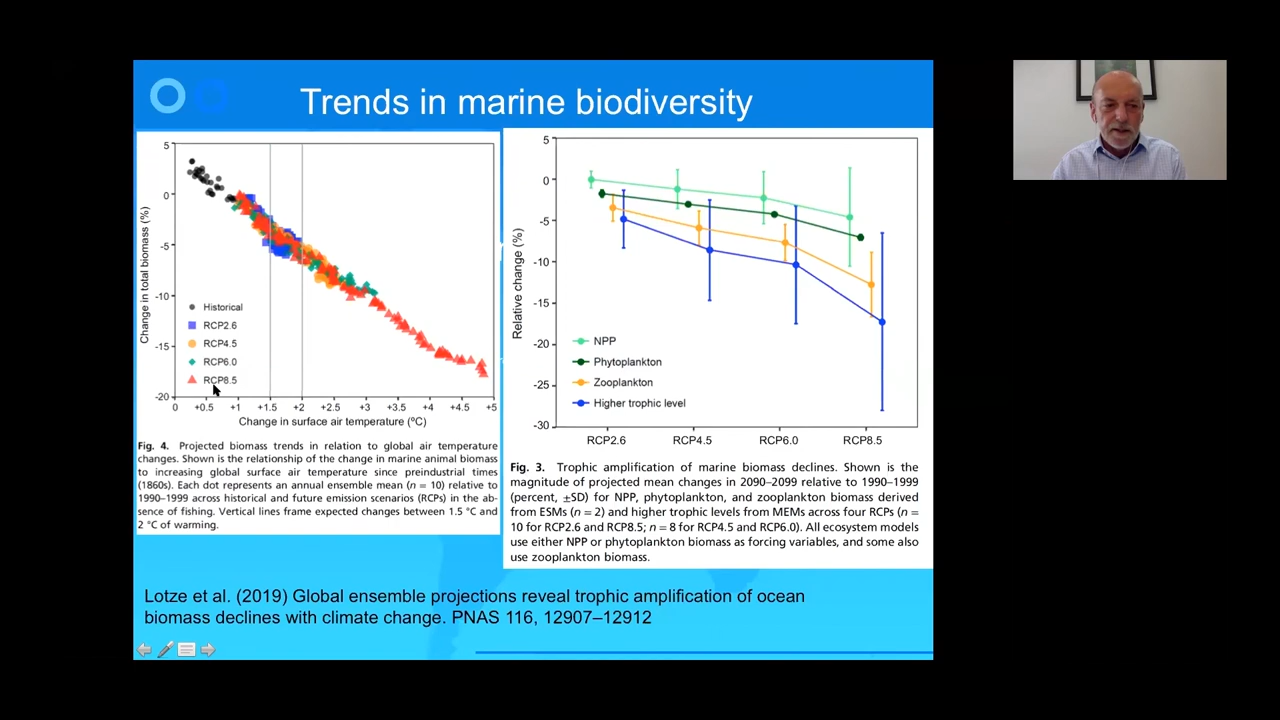 Trends in marine biodiversity
5
0
-5
-10
-15
-20
Change in total biomass (%)
Historical
RCP2.6
RCP4.5
RCP6.0
RCP8.5
0 +0.5 +1 +1.5 +2 +2.5 +3 +3.5 +4 +4.5 +5
Change in surface air temperature (ºC)
Fig. 4. Projected biomass trends in relation to global air temperature
changes. Shown is the relationship of the change in marine animal biomass
to increasing global surface air temperature since preindustrial times
(1860s). Each dot represents an annual ensemble mean (n = 10) relative to
1990–1999 across historical and future emission scenarios (RCPs) in the ab-
sence of fishing. Vertical lines frame expected changes between 1.5 °C and
2 °C of warming.
5
0
-5
-10
-15
-20
-25
-30
Relative change (%)
NPP
Phytoplankton
Zooplankton
Higher trophic level
RCP2.6 RCP4.5 RCP6.0 RCP8.5
Fig. 3. Trophic amplification of marine biomass declines. Shown is the
magnitude of projected mean changes in 2090–2099 relative to 1990–1999
(percent, ±SD) for NPP, phytoplankton, and zooplankton biomass derived
from ESMs (n = 2) and higher trophic levels from MEMs across four RCPs (n =
10 for RCP2.6 and RCP8.5; n = 8 for RCP4.5 and RCP6.0). All ecosystem models
use either NPP or phytoplankton biomass as forcing variables, and some also
use zooplankton biomass.
Lotze et al. (2019) Global ensemble projections reveal trophic amplification of ocean
biomass declines with climate change. PNAS 116, 12907–12912